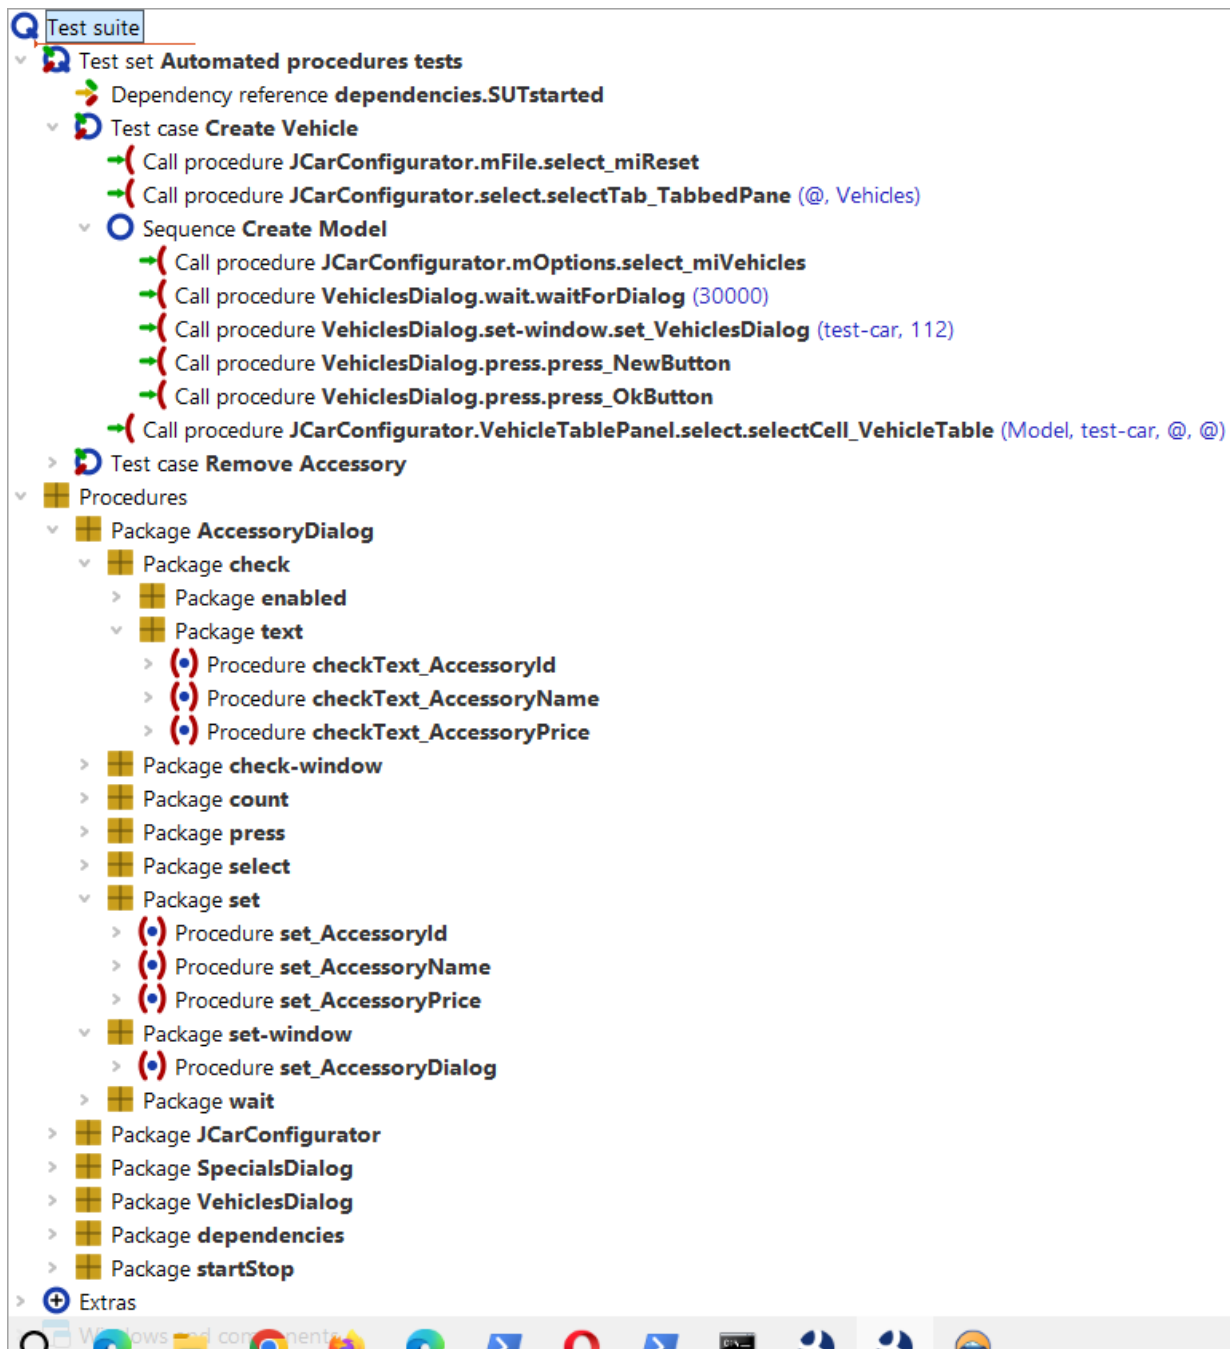 Test suite
Test set Automated procedures tests
Dependency reference dependencies.SUTstarted
Test case Create Vehicle
Call procedure JCarConfigurator.mFile.select_miReset
Call procedure JCarConfigurator.select.selectTab_TabbedPane (@, Vehicles)
Sequence Create Model
Call procedure JCarConfigurator.mOptions.select_miVehicles
Call procedure VehiclesDialog.wait.waitForDialog (30000)
Call procedure VehiclesDialog.set-window.set_VehiclesDialog (test-car, 112)
Call procedure VehiclesDialog.press.press_NewButton
Call procedure VehiclesDialog.press.press_OkButton
Call procedure JCarConfigurator.VehicleTablePanel.select.selectCell_VehicleTable (Model, test-car, @, @)
Test case Remove Accessory
Procedures
Package AccessoryDialog
Package check
Package enabled
Package text
Procedure checkText_AccessoryId
Procedure checkText_AccessoryName
Procedure checkText_AccessoryPrice
Package check-window
Package count
Package press
Package select
Package set
Procedure set_AccessoryId
Procedure set_AccessoryName
Procedure set_AccessoryPrice
Package set-window
Procedure set_AccessoryDialog
Package wait
Package JCarConfigurator
Package SpecialsDialog
Package VehiclesDialog
Package dependencies
Package startStop
Extras
Windows and components